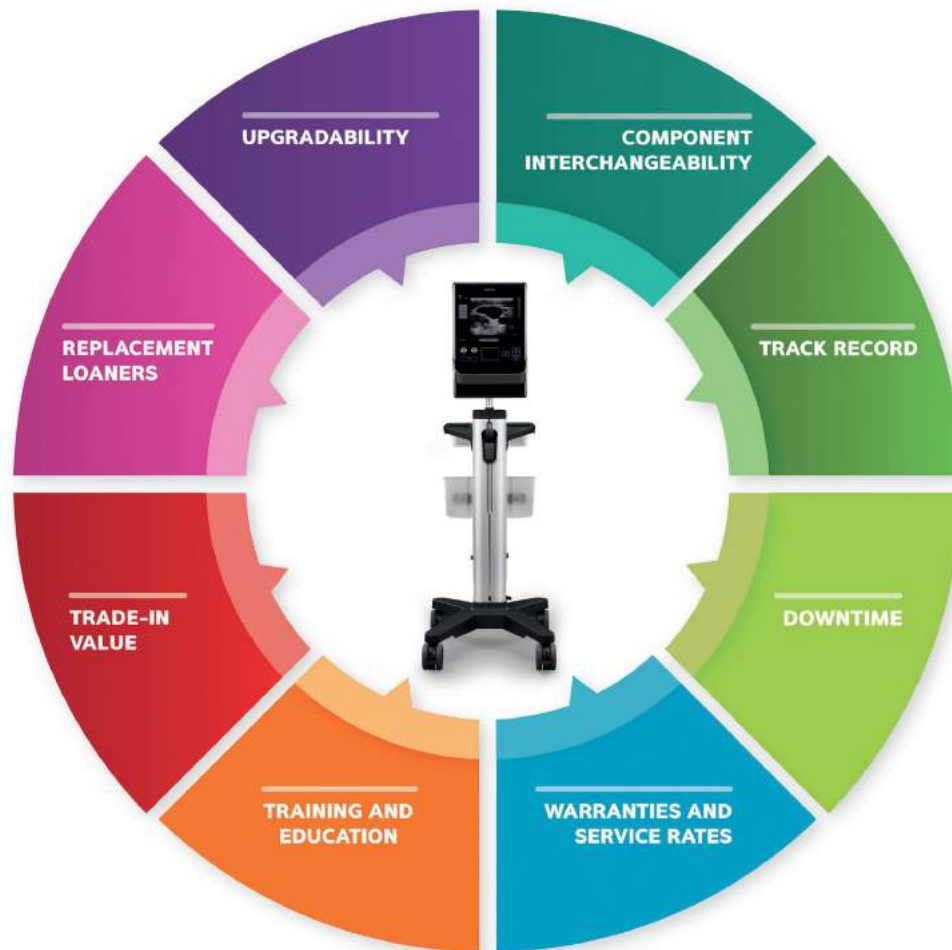 UPGRADABILITY
COMPONENT
INTERCHANGEABILITY
TRACK RECORD
DOWNTIME
WARRANTIES AND
SERVICE RATES
TRAINING AND
EDUCATION
TRADE-IN
VALUE
REPLACEMENT
LOANERS